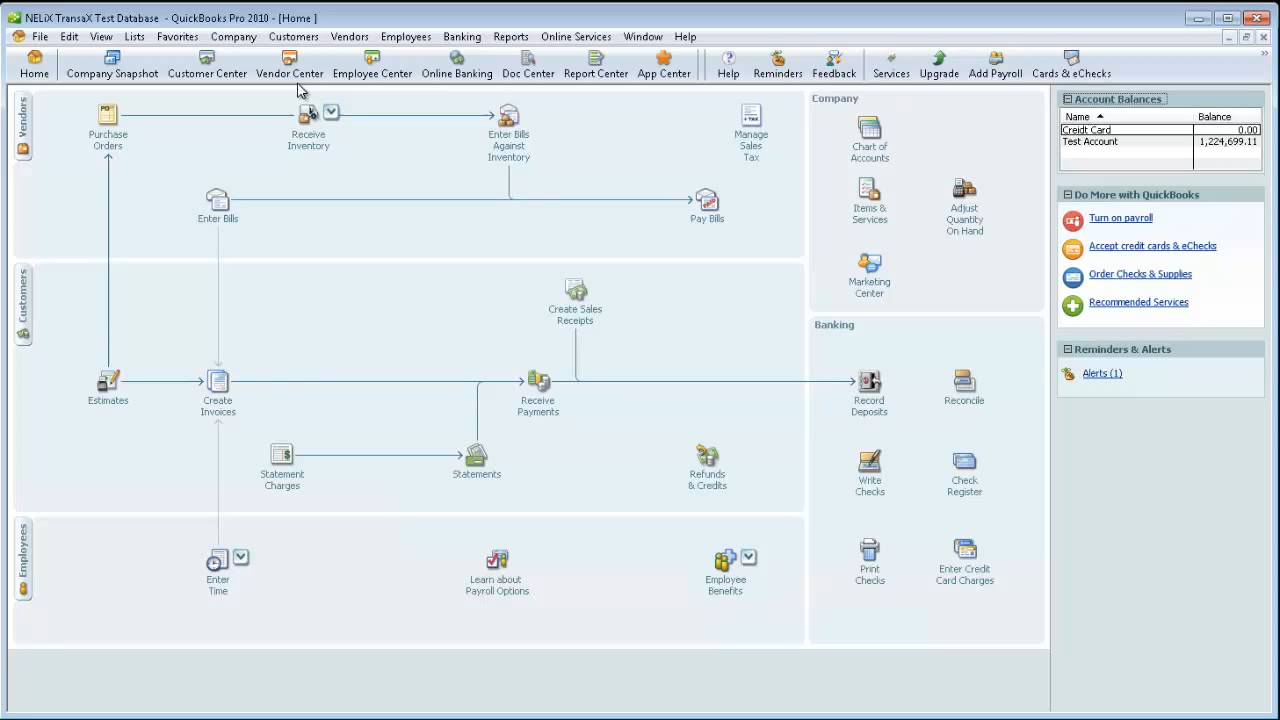 NELiX TransaX Test Database - QuickBooks Pro 2010 - [Home ]
File Edit View Lists Favorites Company Customers Vendors Employees Banking Reports Online Services Window Help
Home Company Snapshot Customer Center Vendor Center Employee Center Online Banking Doc Center Report Center App Center Help Reminders Feedback Services Upgrade Add Payroll Cards & eChecks
Vendors
Purchase
Orders
Receive
Inventory
Enter Bills
Against
Inventory
Manage
Sales
Tax
Enter Bills
Pay Bills
Customers
Create Sales
Receipts
Estimates
Create
Invoices
Receive
Payments
Statement
Charges
Statements
Refunds
& Credits
Employees
Enter
Time
Learn about
Payroll Options
Employee
Benefits
Company
Chart of
Accounts
Items &
Services
Adjust
Quantity
On Hand
Marketing
Center
Banking
Record
Deposits
Reconcile
Write
Checks
Check
Register
Print
Checks
Enter Credit
Card Charges
Account Balances
Name Balance
Creidt Card 0.00
Test Account 1,224,699.11
Do More with QuickBooks
Turn on payroll
Accept credit cards & eChecks
Order Checks & Supplies
Recommended Services
Reminders & Alerts
Alerts (1)